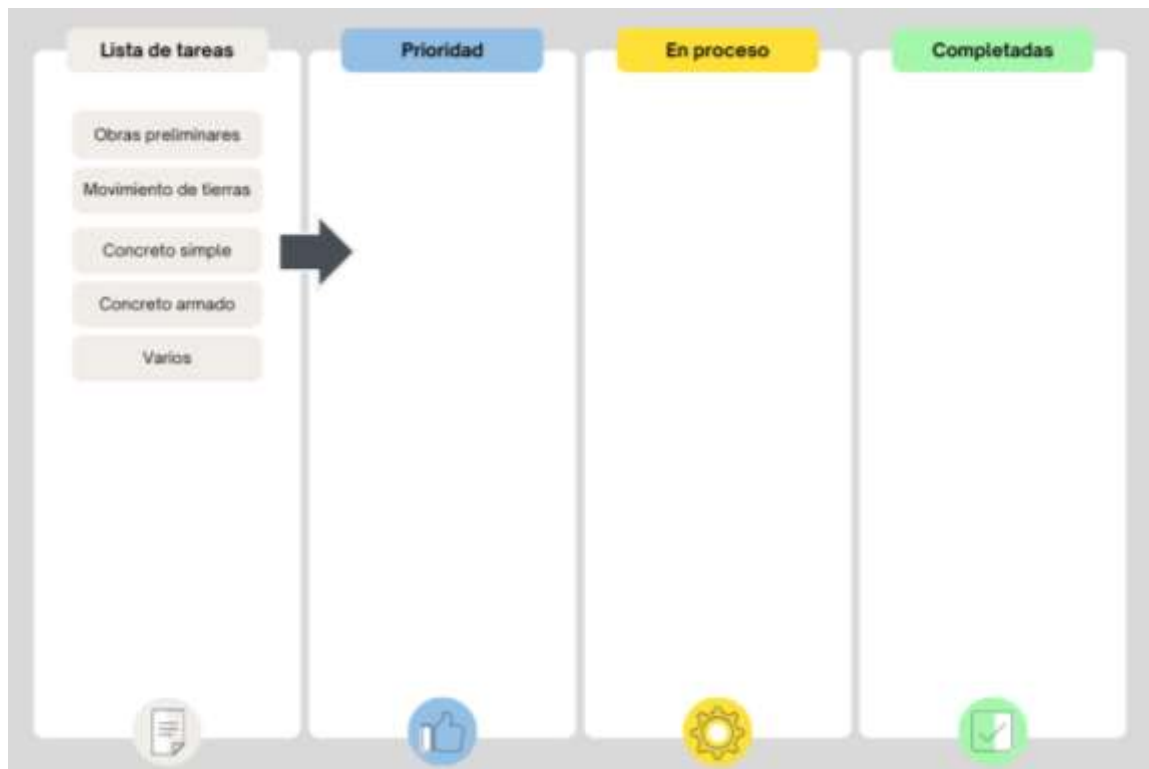 Lista de tareas
Prioridad
En proceso
Completadas
Obras preliminares
Movimiento de tierras
Concreto simple
Concreto armado
Varios